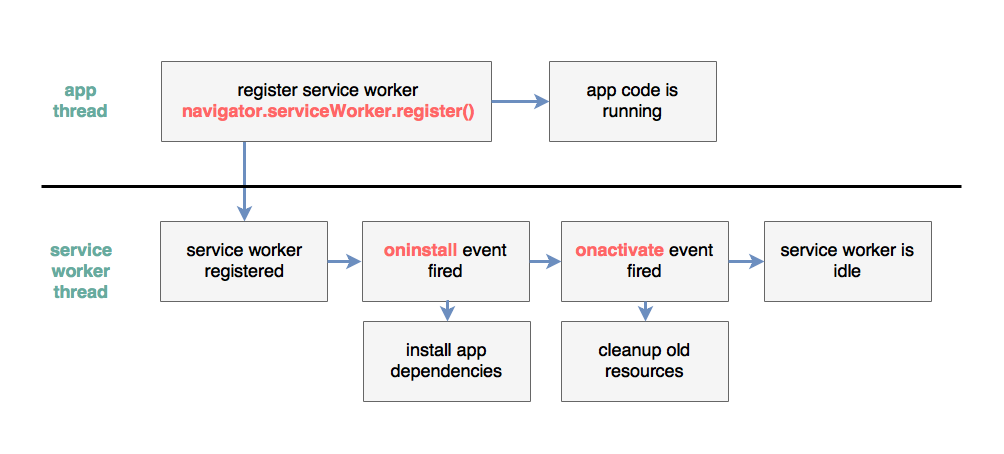 app
thread
register service worker
navigator.serviceWorker.register()
app code is
running
service
worker
thread
service worker
registered
oninstall event
fired
onactivate event
fired
service worker is
idle
install app
dependencies
cleanup old
resources